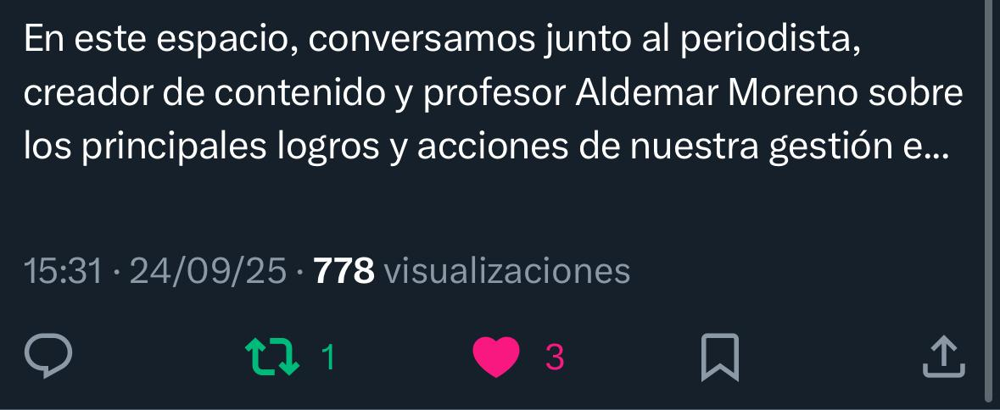 En este espacio, conversamos junto al periodista,
creador de contenido y profesor Aldemar Moreno sobre
los principales logros y acciones de nuestra gestión e...
15:31 · 24/09/25 · 778 visualizaciones
1 3